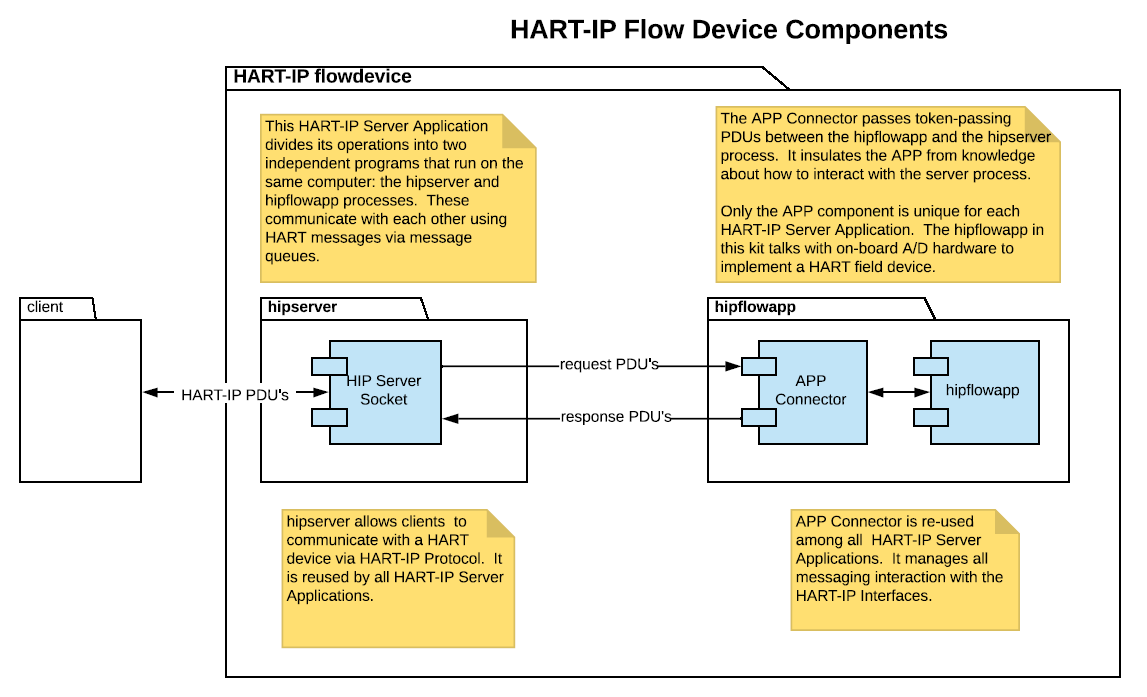 HART-IP Flow Device Components
HART-IP flowdevice
This HART-IP Server Application
divides its operations into two
independent programs that run on the
same computer: the hipserver and
hipflowapp processes.  These
communicate with each other using
HART messages via message
queues.
The APP Connector passes token-passing
PDUs between the hipflowapp and the hipserver
process.  It insulates the APP from knowledge
about how to interact with the server process.
Only the APP component is unique for each
HART-IP Server Application.  The hipflowapp in
this kit talks with on-board A/D hardware to
implement a HART field device.
client
hipserver
hipflowapp
HART-IP PDU's
HIP Server
Socket
request PDU's
response PDU's
APP
Connector
hipflowapp
hipserver allows clients  to
communicate with a HART
device via HART-IP Protocol.  It
is reused by all HART-IP Server
Applications.
APP Connector is re-used
among all  HART-IP Server
Applications.  It manages all
messaging interaction with the
HART-IP Interfaces.